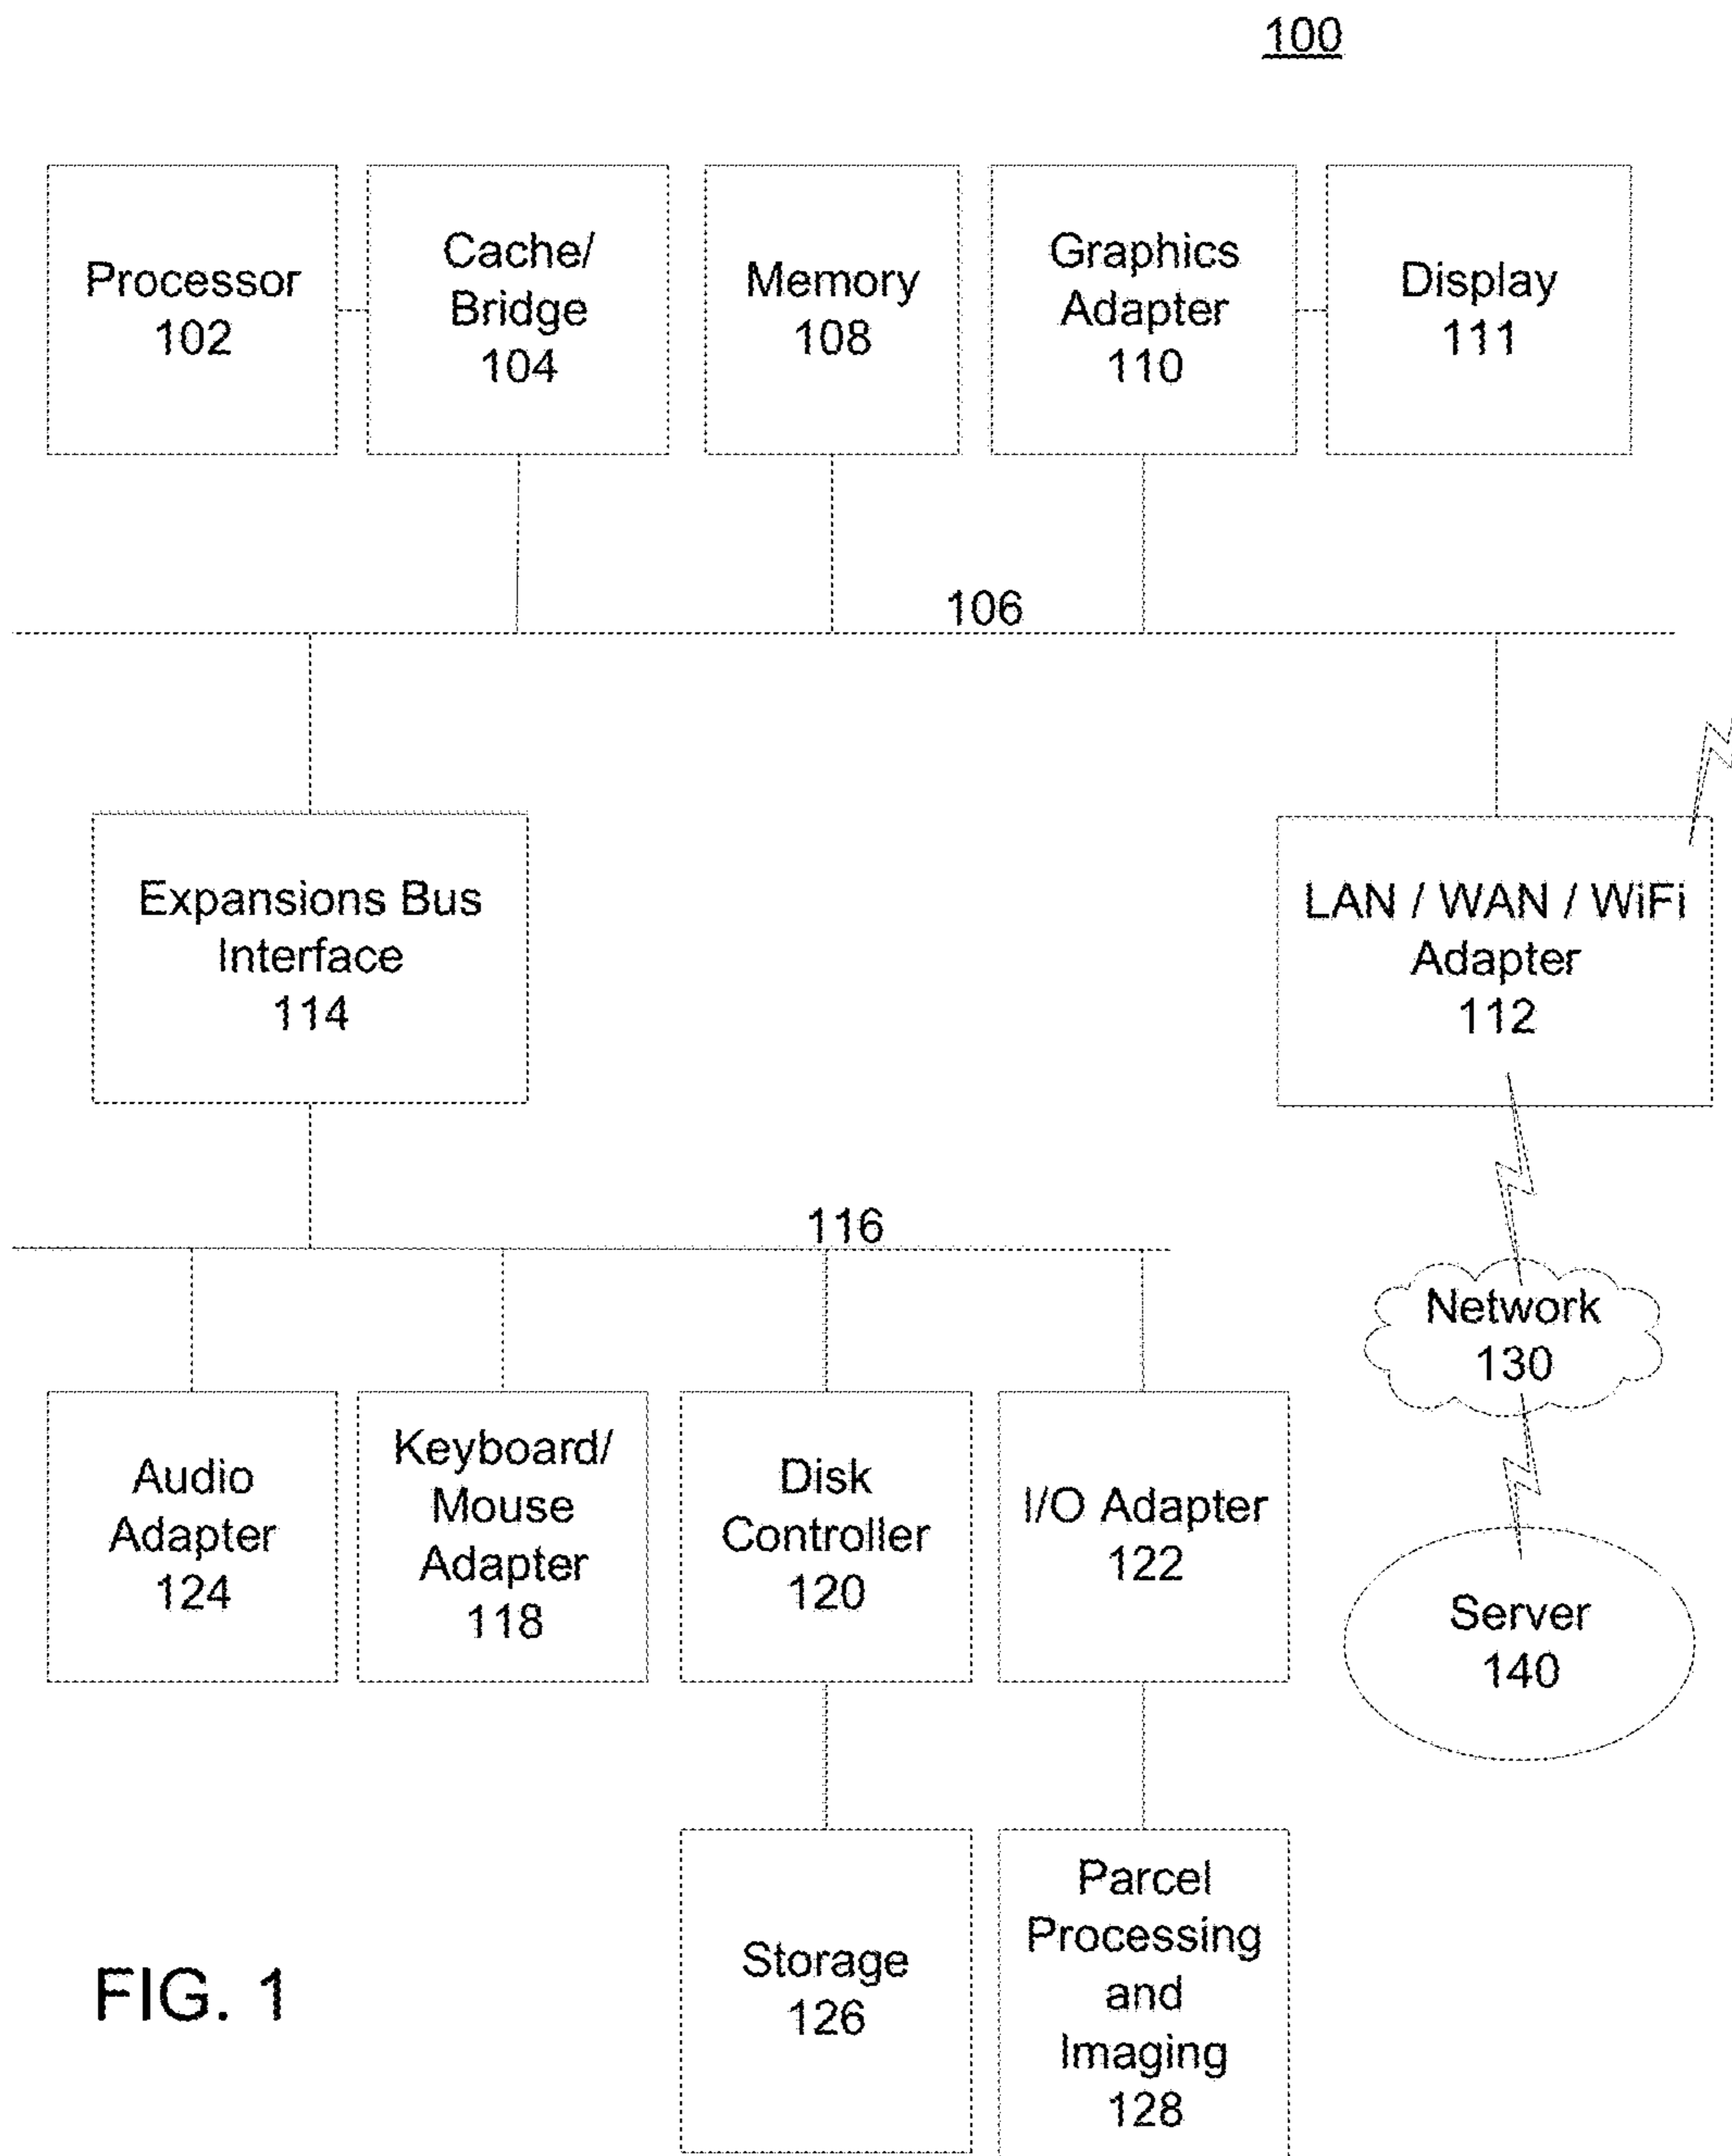 100
Processor
102
Cache/
Bridge
104
Memory
108
Graphics
Adapter
110
Display
111
106
Expansions Bus
Interface
114
LAN / WAN / WiFi
Adapter
112
116
Network
130
Audio
Adapter
124
Keyboard/
Mouse
Adapter
118
Disk
Controller
120
I/O Adapter
122
Server
140
Storage
126
Parcel
Processing
and
Imaging
128
FIG. 1